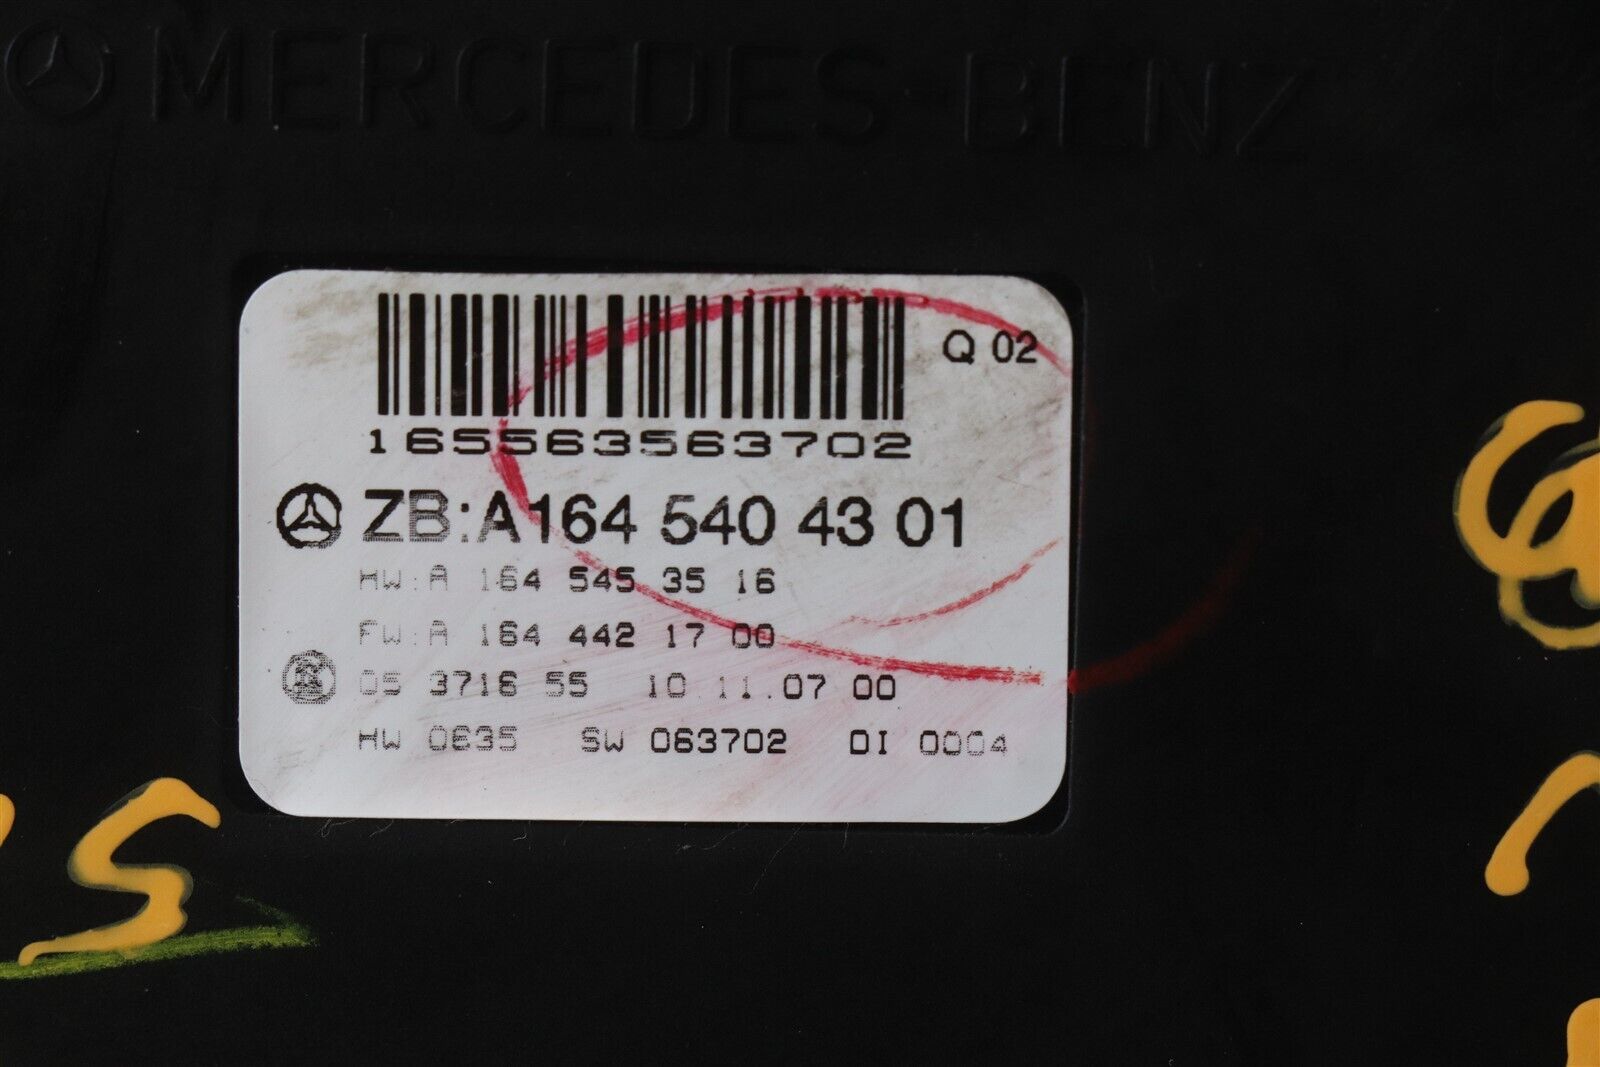 MERCEDES-BENZ
Q 02
165563563702
ZB:A164 540 43 01
HW:A 164 545 35 16
FW:A 164 442 17 00
05 3716 55 10.11.07 00
HW 0635 SW 063702 DI 0004